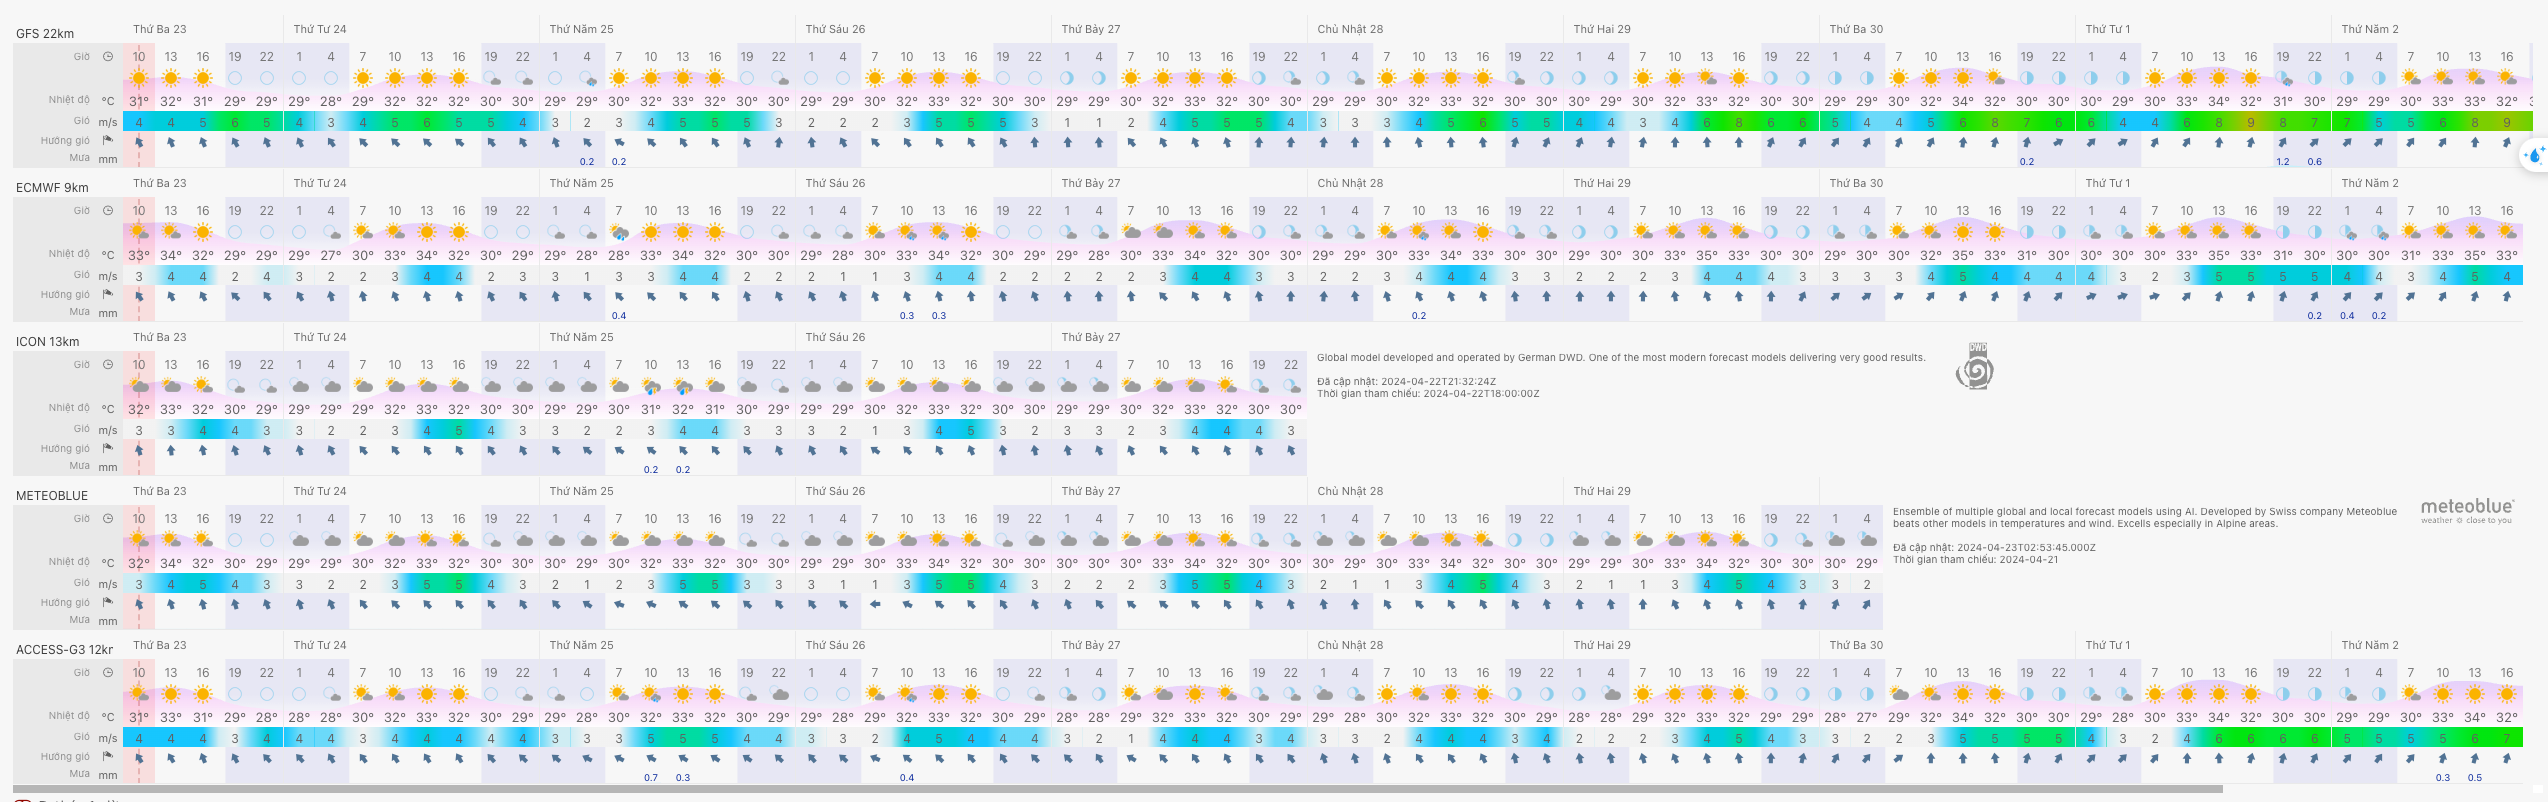 Thứ Ba 23 Thứ Tư 24 Thứ Năm 25 Thứ Sáu 26 Thứ Bảy 27 Chủ Nhật 28 Thứ Hai 29 Thứ Ba 30 Thứ Tư 1 Thứ Năm 2
GFS 22km
Giờ 10 13 16 19 22 1 4 7 10 13 16 19 22 1 4 7 10 13 16 19 22 1 4 7 10 13 16 19 22 1 4 7 10 13 16 19 22 1 4 7 10 13 16 19 22 1 4 7 10 13 16 19 22 1 4 7 10 13 16 19 22 1 4 7 10 13 16 19 22 1 4 7 10 13 16
Nhiệt độ °C 31° 32° 31° 29° 29° 29° 28° 30° 32° 32° 32° 30° 29° 29° 29° 30° 32° 33° 32° 30° 30° 29° 29° 30° 32° 33° 32° 30° 30° 29° 29° 30° 32° 33° 32° 30° 30° 29° 29° 30° 32° 33° 32° 30° 30° 30° 29° 30° 32° 33° 32° 30° 30° 30° 29° 30° 32° 34° 32° 30° 30° 30° 29° 30° 33° 34° 32° 31° 30° 29° 29° 30° 33° 33° 32°
Gió m/s 4 4 5 6 5 4 3 4 5 6 5 5 4 3 2 3 4 5 5 5 3 2 2 2 3 5 5 5 3 1 1 2 4 5 5 5 4 3 3 3 4 5 6 5 5 4 4 3 4 6 8 6 6 5 4 4 5 6 8 7 6 6 4 4 6 8 9 8 7 7 5 5 6 8 9
Hướng gió
Mưa mm 0.2 0.2 0.2 1.2 0.6
Thứ Ba 23 Thứ Tư 24 Thứ Năm 25 Thứ Sáu 26 Thứ Bảy 27 Chủ Nhật 28 Thứ Hai 29 Thứ Ba 30 Thứ Tư 1 Thứ Năm 2
ECMWF 9km
Giờ 10 13 16 19 22 1 4 7 10 13 16 19 22 1 4 7 10 13 16 19 22 1 4 7 10 13 16 19 22 1 4 7 10 13 16 19 22 1 4 7 10 13 16 19 22 1 4 7 10 13 16 19 22 1 4 7 10 13 16 19 22 1 4 7 10 13 16 19 22 1 4 7 10 13 16
Nhiệt độ °C 33° 34° 32° 30° 29° 29° 27° 30° 33° 34° 32° 30° 30° 29° 28° 28° 33° 34° 32° 30° 30° 29° 29° 30° 33° 34° 32° 30° 30° 29° 28° 30° 32° 34° 32° 30° 30° 29° 29° 30° 33° 34° 33° 30° 30° 30° 29° 30° 33° 35° 33° 30° 30° 30° 29° 30° 32° 35° 33° 31° 30° 30° 30° 30° 33° 35° 33° 31° 30° 30° 30° 31° 33° 35° 33°
Gió m/s 3 4 4 2 4 3 2 2 3 4 4 2 3 3 1 3 3 4 4 2 2 2 1 1 3 4 4 2 2 2 2 2 3 4 4 3 3 2 2 3 4 4 4 3 3 2 2 2 3 4 4 4 3 3 3 3 4 5 4 4 4 4 3 2 3 5 5 5 5 4 4 3 4 5 4
Hướng gió
Mưa mm 0.4 0.3 0.3 0.2 0.2 0.4 0.2
Thứ Ba 23 Thứ Tư 24 Thứ Năm 25 Thứ Sáu 26 Thứ Bảy 27
ICON 13km
Giờ 10 13 16 19 22 1 4 7 10 13 16 19 22 1 4 7 10 13 16 19 22 1 4 7 10 13 16 19 22 1 4 7 10 13 16 19 22
Nhiệt độ °C 32° 33° 32° 30° 29° 29° 29° 30° 32° 33° 32° 30° 30° 29° 29° 30° 31° 32° 31° 30° 29° 29° 29° 30° 32° 33° 32° 30° 30° 29° 29° 30° 32° 33° 32° 30° 30°
Gió m/s 3 3 4 4 3 3 2 2 3 4 5 4 3 3 2 2 3 4 4 3 3 3 2 1 3 4 5 3 2 3 3 2 3 4 4 4 3
Hướng gió
Mưa mm 0.2 0.2
Global model developed and operated by German DWD. One of the most modern forecast models delivering very good results.
Đã cập nhật: 2024-04-22T21:32:24Z
Thời gian tham chiếu: 2024-04-22T18:00:00Z
DWD
Thứ Ba 23 Thứ Tư 24 Thứ Năm 25 Thứ Sáu 26 Thứ Bảy 27 Chủ Nhật 28 Thứ Hai 29
METEOBLUE
Giờ 10 13 16 19 22 1 4 7 10 13 16 19 22 1 4 7 10 13 16 19 22 1 4 7 10 13 16 19 22 1 4 7 10 13 16 19 22 1 4 7 10 13 16 19 22 1 4 7 10 13 16 19 22 1 4
Nhiệt độ °C 32° 34° 32° 30° 29° 29° 28° 30° 32° 33° 32° 30° 29° 29° 29° 30° 32° 33° 32° 30° 30° 29° 29° 30° 32° 33° 32° 30° 30° 29° 29° 30° 32° 33° 32° 30° 30° 29° 29° 30° 33° 34° 32° 30° 30° 29° 29° 30° 33° 34° 32° 30° 30° 30° 29°
Gió m/s 3 4 5 4 3 3 2 2 3 5 5 4 3 2 1 2 3 5 5 3 3 3 1 1 3 5 5 4 3 2 2 2 3 5 5 4 3 2 1 1 3 4 5 4 3 2 1 1 3 4 5 4 3 3 2
Hướng gió
Mưa mm
Ensemble of multiple global and local forecast models using AI. Developed by Swiss company Meteoblue
beats other models in temperatures and wind. Excells especially in Alpine areas.
Đã cập nhật: 2024-04-23T02:53:45.000Z
Thời gian tham chiếu: 2024-04-21
meteoblue
weather close to you
Thứ Ba 23 Thứ Tư 24 Thứ Năm 25 Thứ Sáu 26 Thứ Bảy 27 Chủ Nhật 28 Thứ Hai 29 Thứ Ba 30 Thứ Tư 1 Thứ Năm 2
ACCESS-G3 12kr
Giờ 10 13 16 19 22 1 4 7 10 13 16 19 22 1 4 7 10 13 16 19 22 1 4 7 10 13 16 19 22 1 4 7 10 13 16 19 22 1 4 7 10 13 16 19 22 1 4 7 10 13 16 19 22 1 4 7 10 13 16 19 22 1 4 7 10 13 16 19 22 1 4 7 10 13 16
Nhiệt độ °C 31° 33° 31° 29° 28° 28° 28° 30° 32° 33° 32° 30° 29° 29° 29° 30° 32° 33° 32° 30° 29° 29° 28° 29° 32° 33° 32° 30° 29° 28° 28° 29° 32° 33° 32° 30° 29° 29° 29° 30° 32° 33° 32° 30° 29° 28° 28° 29° 32° 33° 32° 29° 29° 28° 27° 29° 32° 34° 32° 30° 30° 29° 28° 30° 33° 34° 32° 30° 30° 29° 29° 30° 33° 34° 32°
Gió m/s 4 4 4 3 4 4 4 3 4 4 4 4 4 3 3 3 5 5 5 4 4 3 3 2 4 5 4 4 4 3 2 1 4 4 4 3 4 3 3 2 4 4 4 3 4 2 2 2 3 4 5 4 3 3 2 2 3 5 5 5 5 4 3 2 4 6 6 6 6 5 5 5 5 6 7
Hướng gió
Mưa mm 0.7 0.3 0.4 0.3 0.5